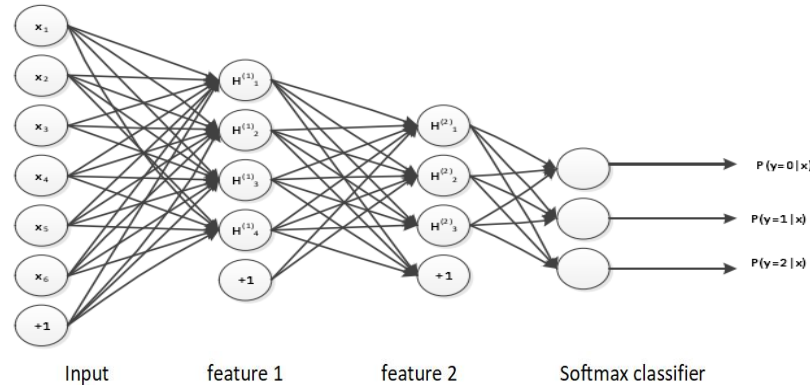 x₁
x₂
x₃
x₄
x₅
x₆
+1
H⁽¹⁾₁
H⁽¹⁾₂
H⁽¹⁾₃
H⁽¹⁾₄
+1
H⁽²⁾₁
H⁽²⁾₂
H⁽²⁾₃
+1
P(y=0|x)
P(y=1|x)
P(y=2|x)
Input
feature 1
feature 2
Softmax classifier